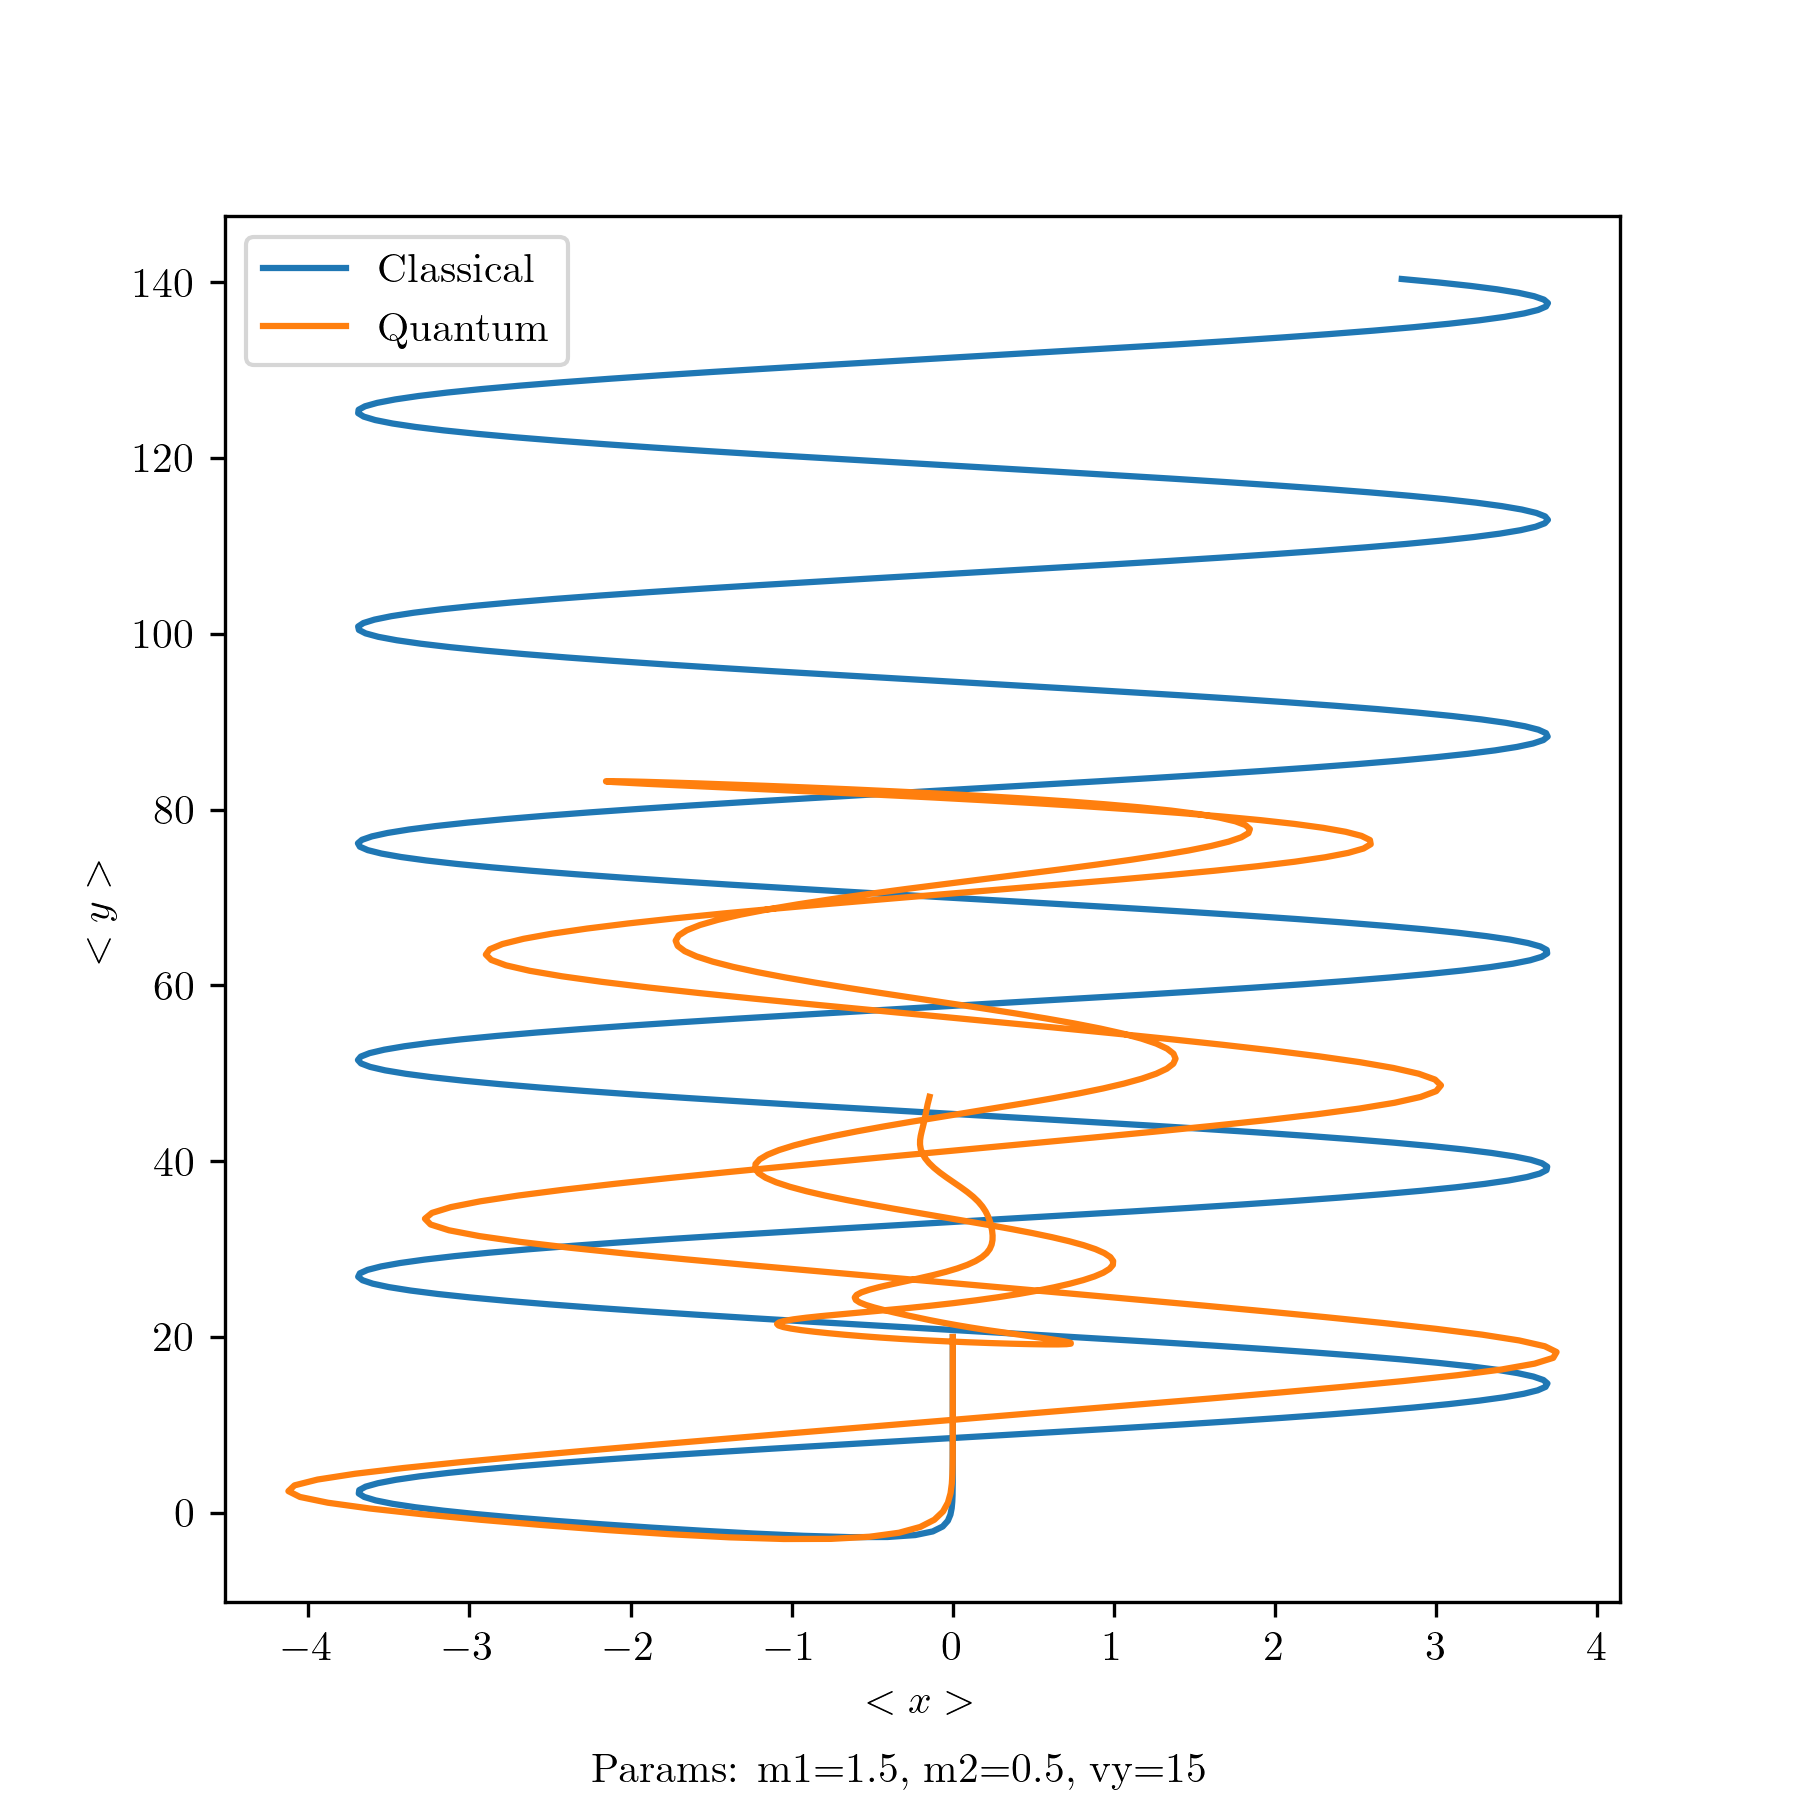 Classical
Quantum
140
120
100
80
60
40
20
0
< y >
−4 −3 −2 −1 0 1 2 3 4
< x >
Params: m1=1.5, m2=0.5, vy=15